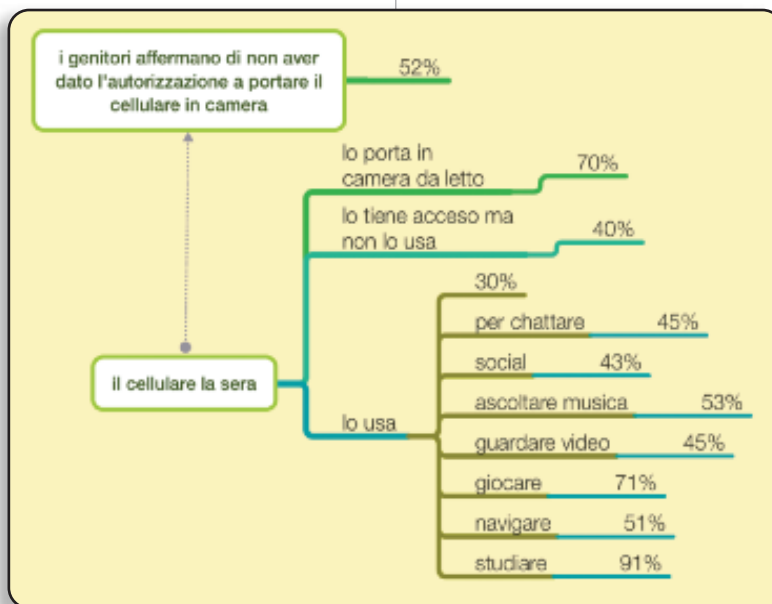 i genitori affermano di non aver
dato l'autorizzazione a portare il
cellulare in camera
52%
lo porta in
camera da letto
70%
lo tiene acceso ma
non lo usa
40%
il cellulare la sera
lo usa
30%
per chattare 45%
social 43%
ascoltare musica 53%
guardare video 45%
giocare 71%
navigare 51%
studiare 91%